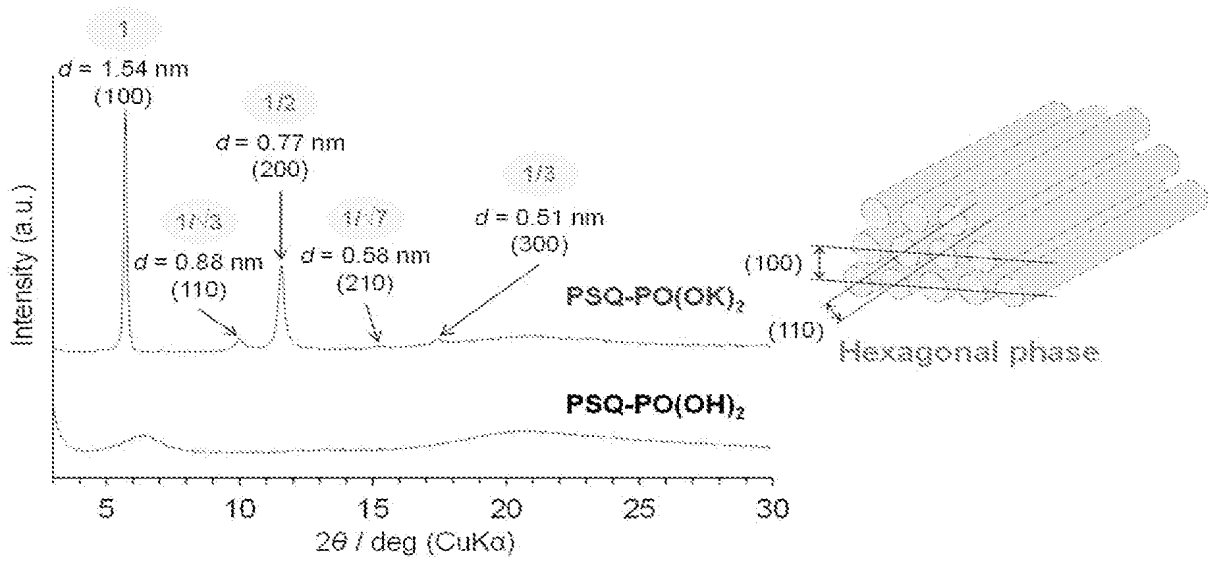 1
d = 1.54 nm
(100)
1/2
d = 0.77 nm
(200)
1/3
d = 0.51 nm
(300)
1/√3
d = 0.88 nm
(110)
1/√7
d = 0.58 nm
(210)
PSQ-PO(OK)₂
PSQ-PO(OH)₂
Intensity (a.u.)
5 10 15 20 25 30
2θ / deg (CuKα)
(100)
(110)
Hexagonal phase